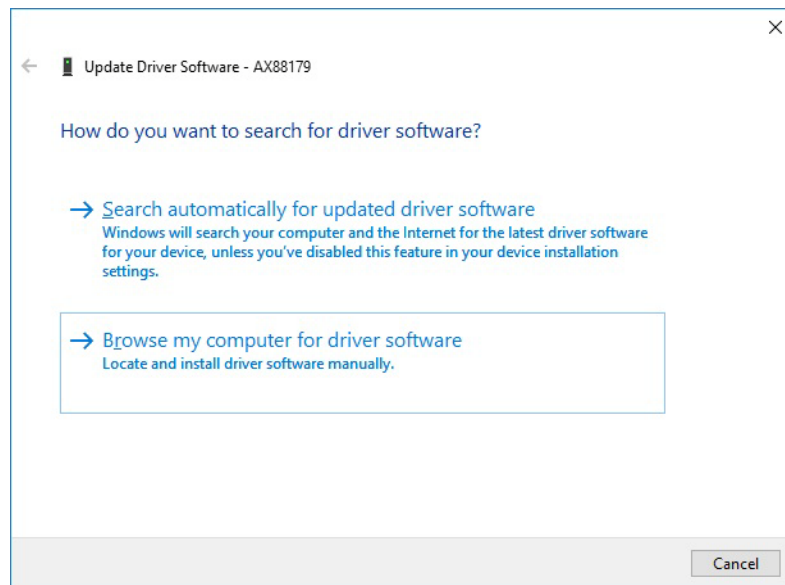 Update Driver Software - AX88179
How do you want to search for driver software?
Search automatically for updated driver software
Windows will search your computer and the Internet for the latest driver software
for your device, unless you've disabled this feature in your device installation
settings.
Browse my computer for driver software
Locate and install driver software manually.
Cancel